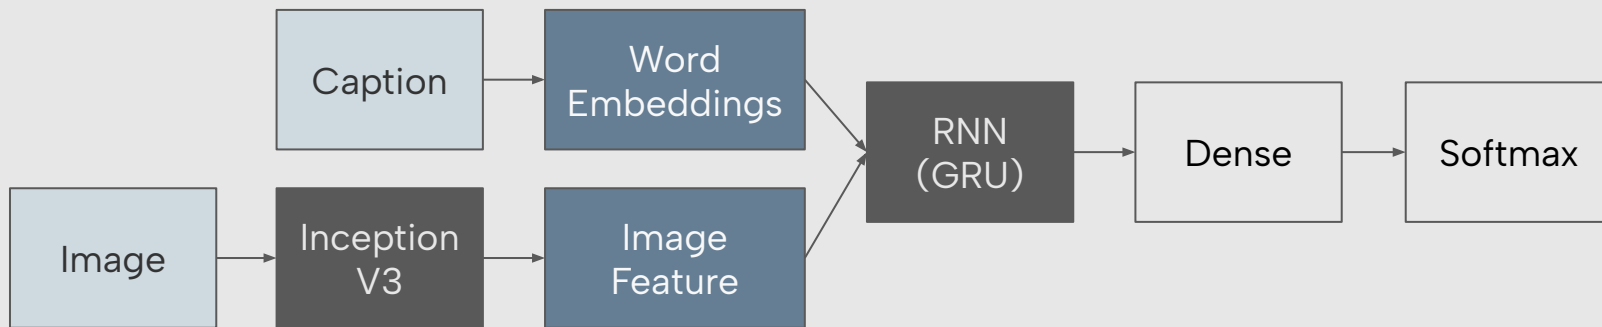 Caption
Word
Embeddings
Image
Inception
V3
Image
Feature
RNN
(GRU)
Dense
Softmax